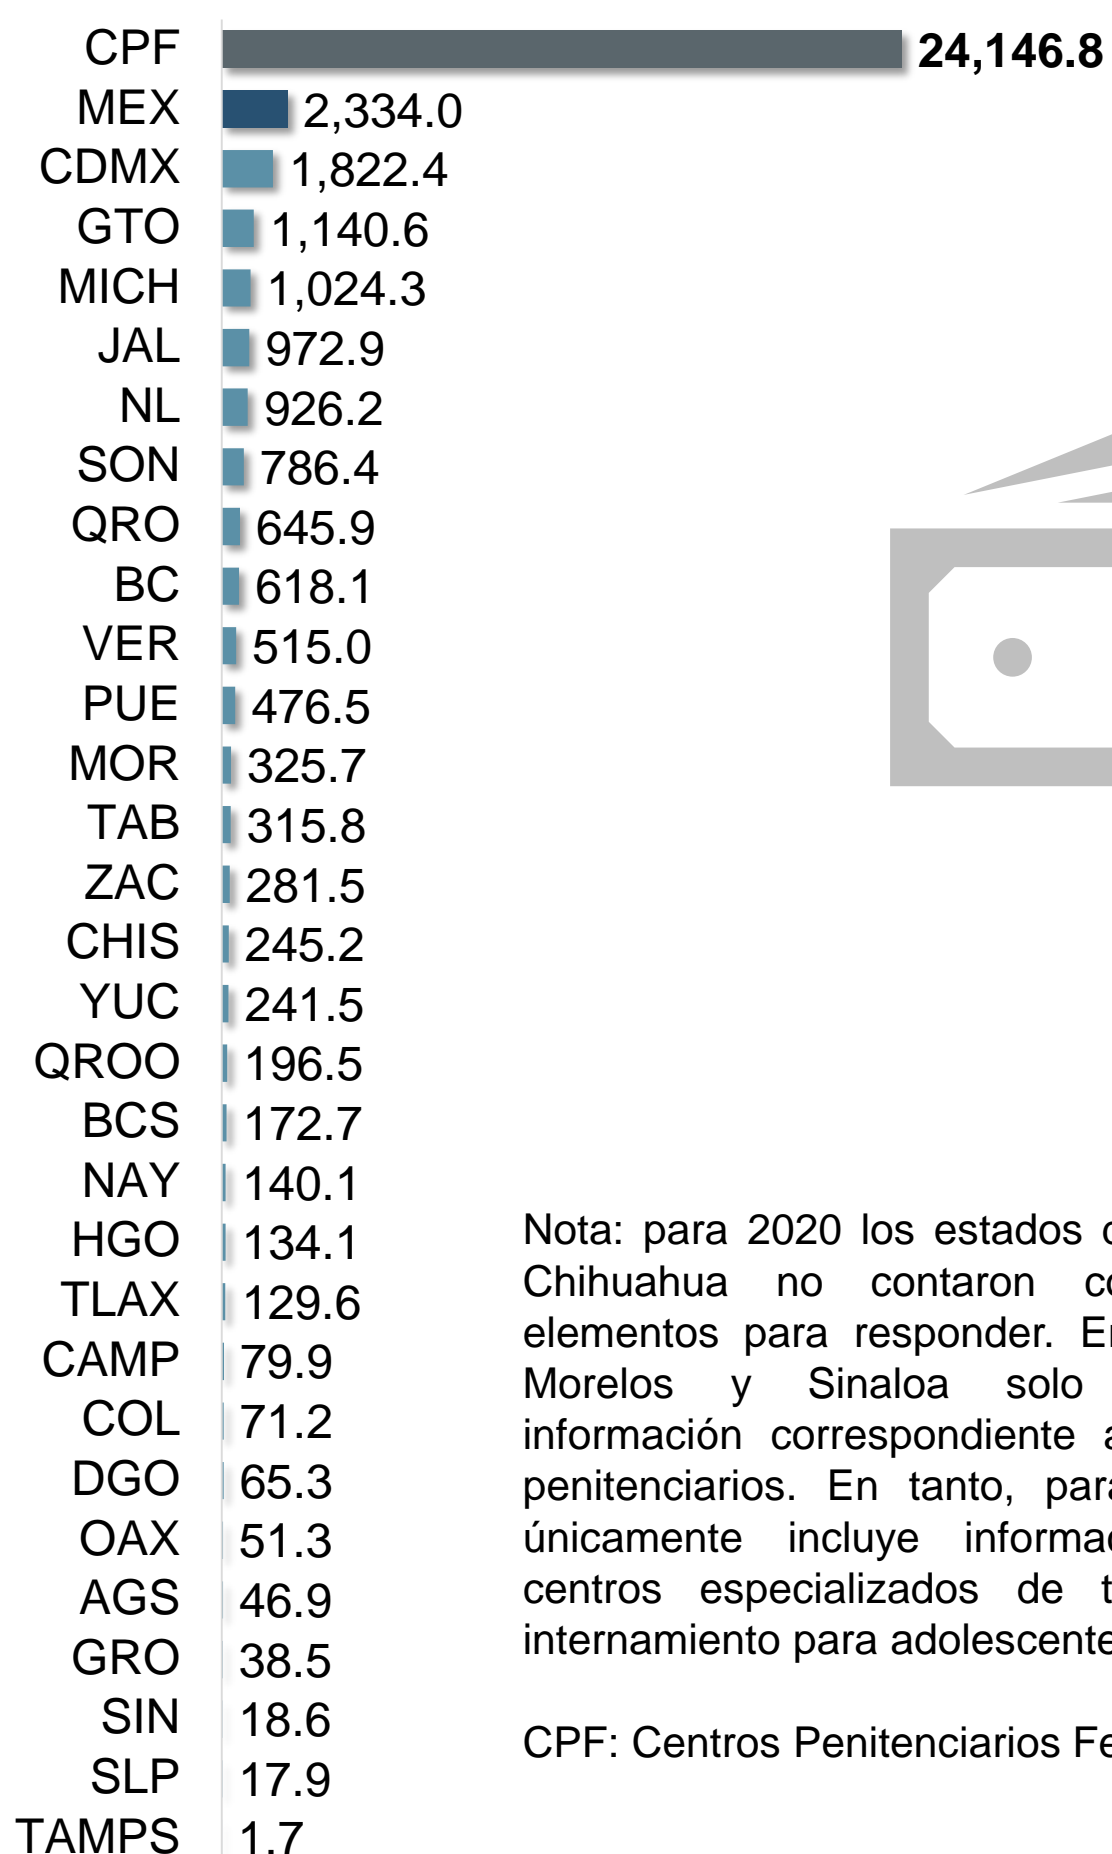 CPF 24,146.8
MEX 2,334.0
CDMX 1,822.4
GTO 1,140.6
MICH 1,024.3
JAL 972.9
NL 926.2
SON 786.4
QRO 645.9
BC 618.1
VER 515.0
PUE 476.5
MOR 325.7
TAB 315.8
ZAC 281.5
CHIS 245.2
YUC 241.5
QROO 196.5
BCS 172.7
NAY 140.1
HGO 134.1
TLAX 129.6
CAMP 79.9
COL 71.2
DGO 65.3
OAX 51.3
AGS 46.9
GRO 38.5
SIN 18.6
SLP 17.9
TAMPS 1.7
Nota: para 2020 los estados
Chihuahua no contaron
elementos para responder.
Morelos y Sinaloa solo
información correspondiente
penitenciarios. En tanto,
únicamente incluye
centros especializados de
internamiento para
CPF: Centros Penitenciarios